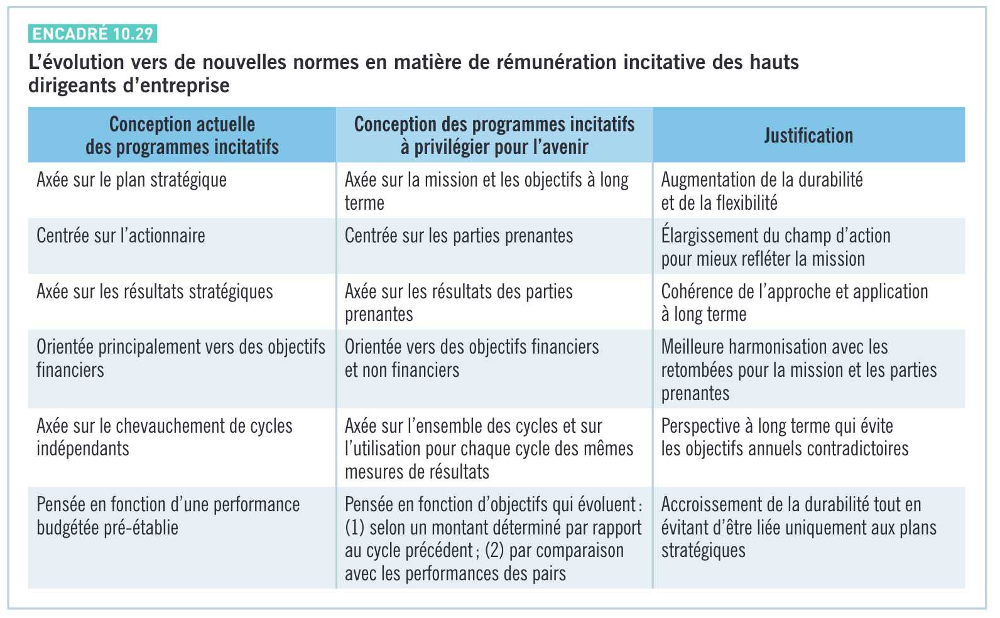 ENCADRÉ 10.29
L’évolution vers de nouvelles normes en matière de rémunération incitative des hauts
dirigeants d’entreprise
Conception actuelle
des programmes incitatifs
Conception des programmes incitatifs
à privilégier pour l’avenir
Justification
Axée sur le plan stratégique
Axée sur la mission et les objectifs à long
terme
Augmentation de la durabilité
et de la flexibilité
Centrée sur l’actionnaire
Centrée sur les parties prenantes
Élargissement du champ d’action
pour mieux refléter la mission
Axée sur les résultats stratégiques
Axée sur les résultats des parties
prenantes
Cohérence de l’approche et application
à long terme
Orientée principalement vers des objectifs
financiers
Orientée vers des objectifs financiers
et non financiers
Meilleure harmonisation avec les
retombées pour la mission et les parties
prenantes
Axée sur le chevauchement de cycles
indépendants
Axée sur l’ensemble des cycles et sur
l’utilisation pour chaque cycle des mêmes
mesures de résultats
Perspective à long terme qui évite
les objectifs annuels contradictoires
Pensée en fonction d’une performance
budgétée pré-établie
Pensée en fonction d’objectifs qui évoluent :
(1) selon un montant déterminé par rapport
au cycle précédent ; (2) par comparaison
avec les performances des pairs
Accroissement de la durabilité tout en
évitant d’être liée uniquement aux plans
stratégiques